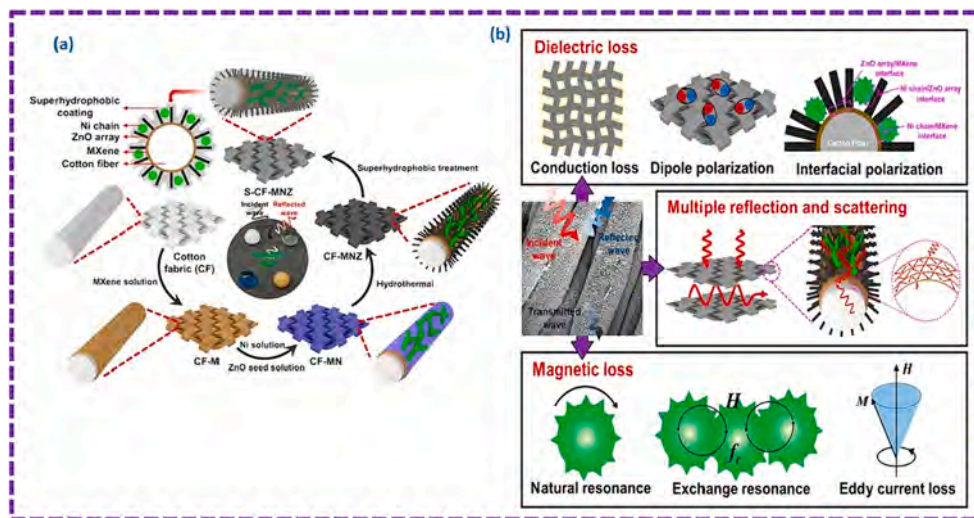 (a)
Superhydrophobic
coating
Ni chain
ZnO array
MXene
Cotton fiber
Superhydrophobic treatment
S-CF-MNZ
Incident
wave
Reflected
wave
Cotton
fabric (CF)
CF-MNZ
MXene solution
Hydrothermal
CF-M
Ni solution
ZnO seed solution
CF-MN
(b)
Dielectric loss
ZnO array/MXene
interface
Ni chain/ZnO array
interface
Ni chain/MXene
interface
Cotton Fiber
Conduction loss
Dipole polarization
Interfacial polarization
Incident
wave
Reflected
wave
Transmitted
wave
Multiple reflection and scattering
Magnetic loss
H
f
H
M
Natural resonance
Exchange resonance
Eddy current loss